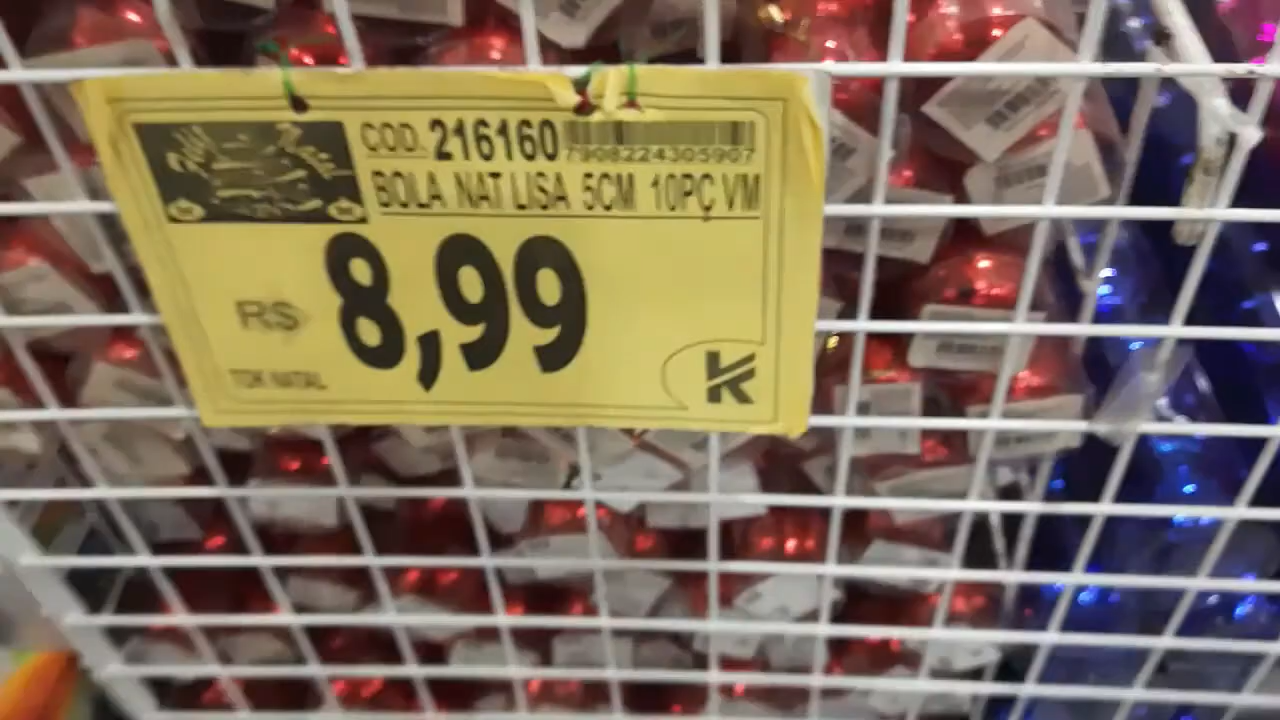 COD. 216160
7908224305907
BOLA NAT LISA 5CM 10PÇ VM
R$ 8,99
TOK NATAL